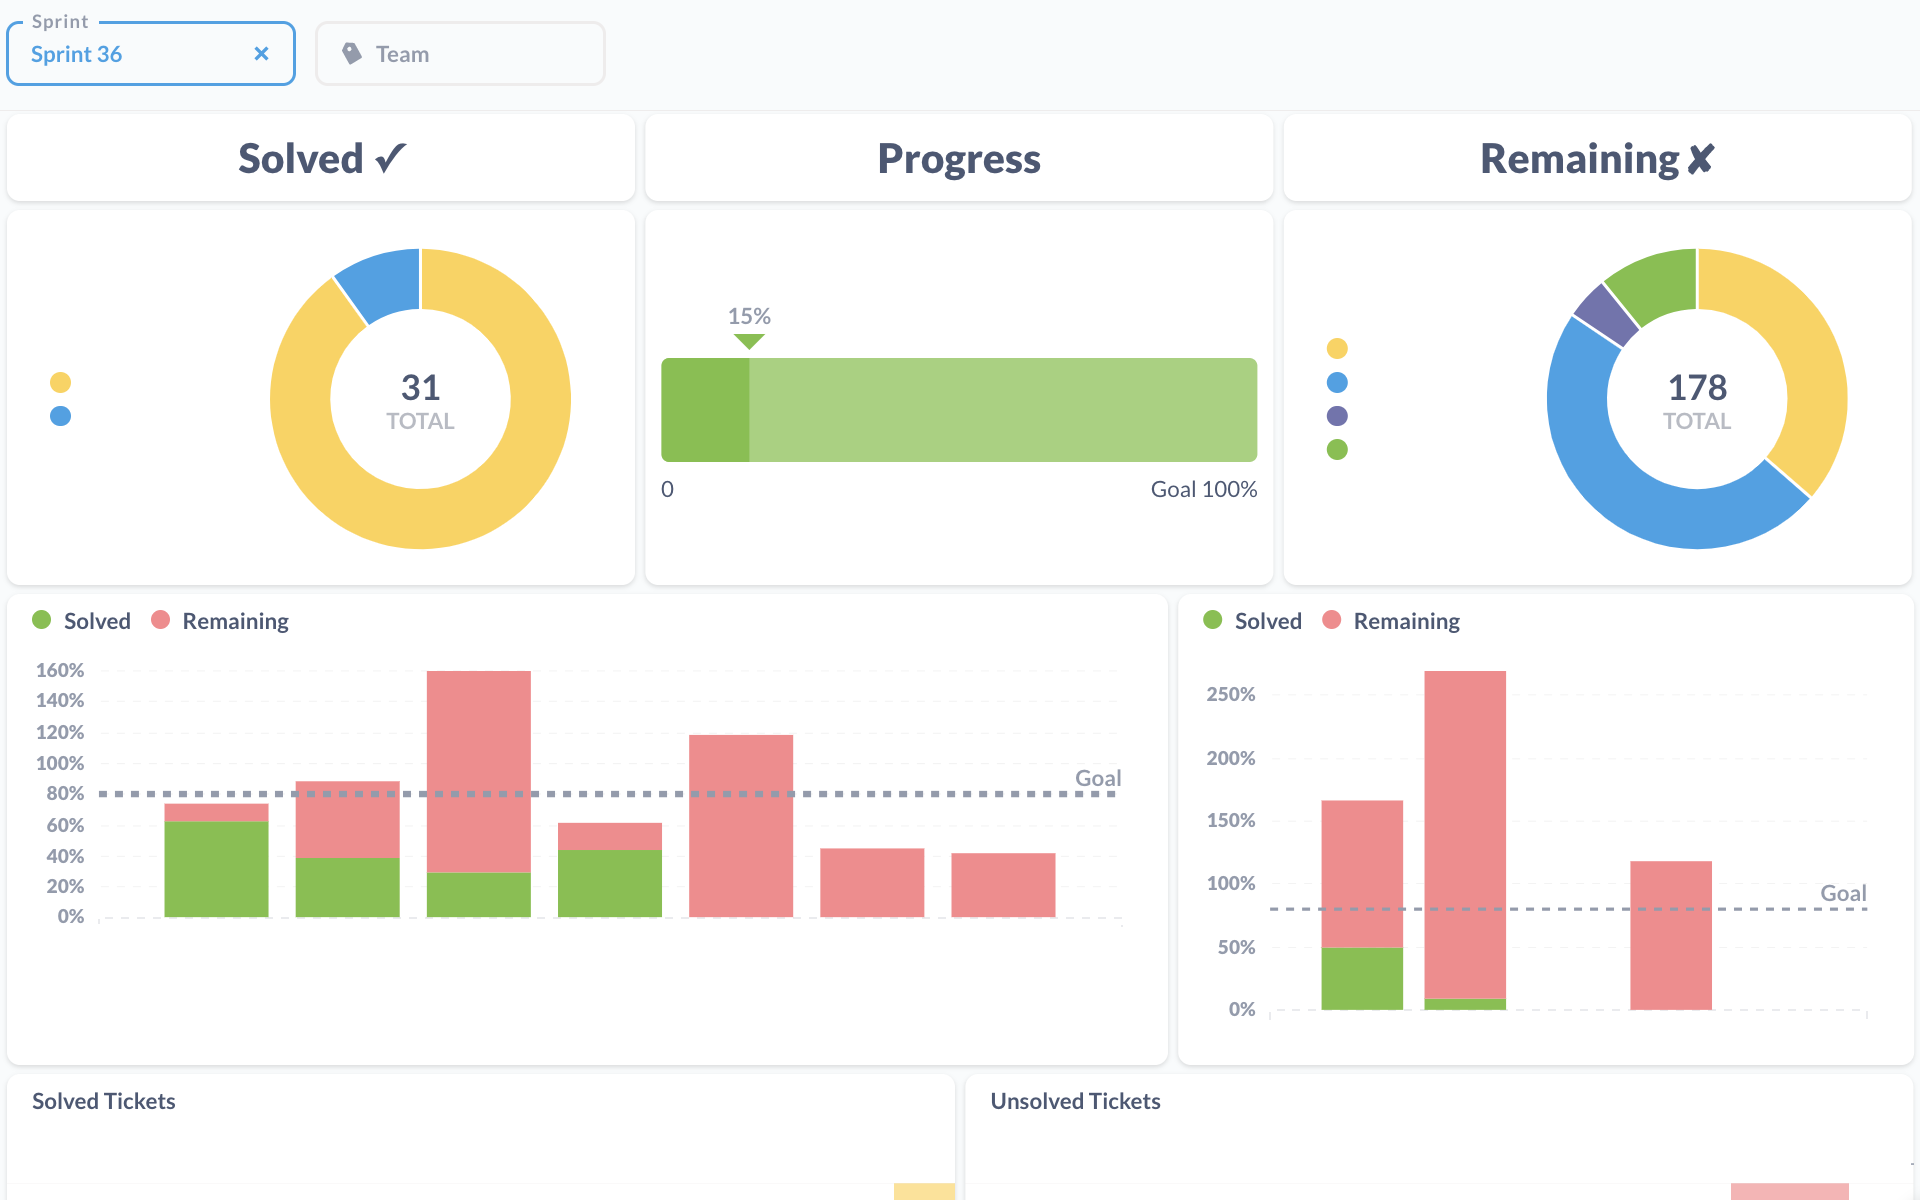 Sprint
Sprint 36 ×
Team
Solved ✓
Progress
Remaining ✘
31
TOTAL
15%
0
Goal 100%
178
TOTAL
Solved Remaining
160%
140%
120%
100%
80%
60%
40%
20%
0%
Goal
Solved Remaining
250%
200%
150%
100%
50%
0%
Goal
Solved Tickets
Unsolved Tickets